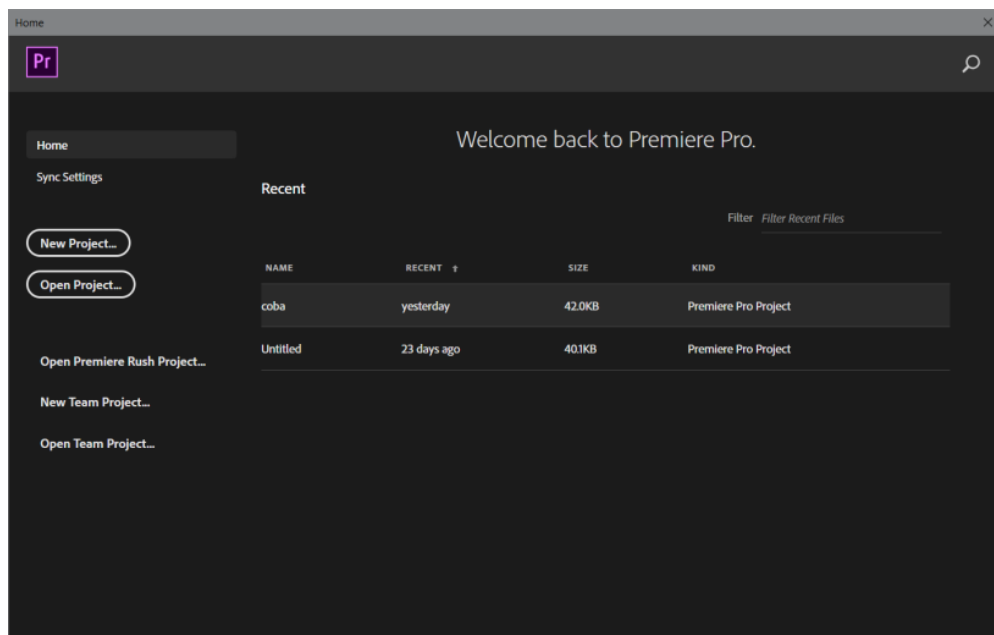 Home
Pr
Welcome back to Premiere Pro.
Home
Sync Settings
Recent
Filter Filter Recent Files
New Project...
Open Project...
NAME RECENT SIZE KIND
coba yesterday 42.0KB Premiere Pro Project
Untitled 23 days ago 40.1KB Premiere Pro Project
Open Premiere Rush Project...
New Team Project...
Open Team Project...